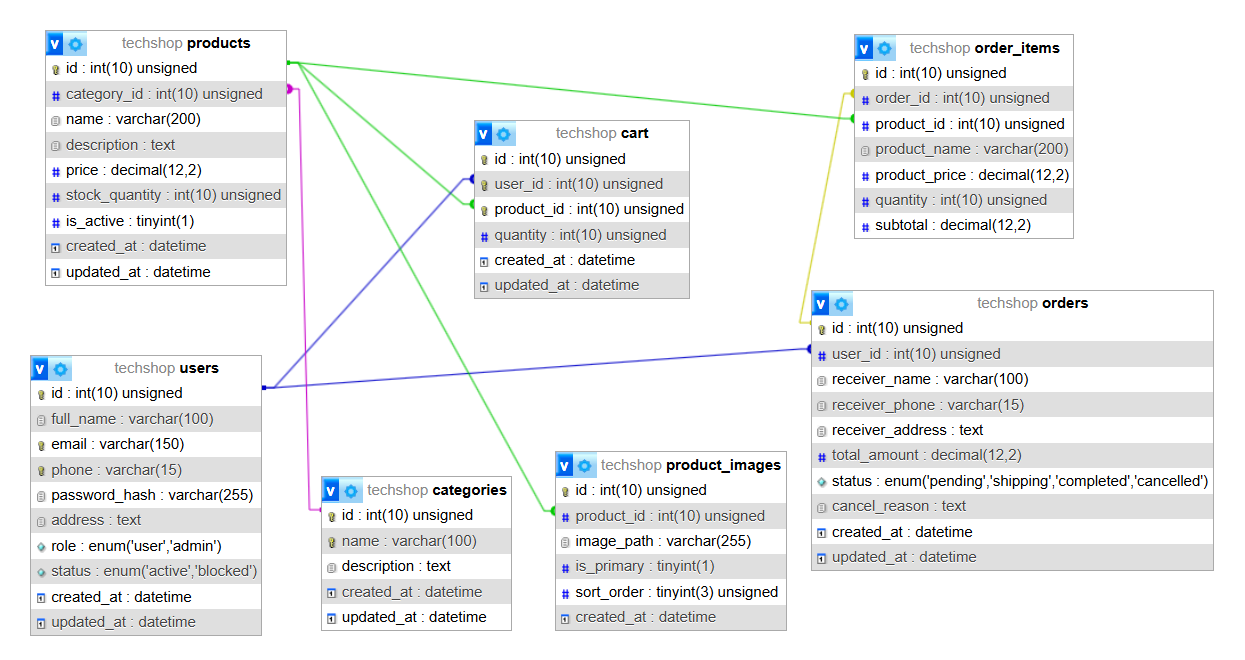 techshop products
id : int(10) unsigned
category_id : int(10) unsigned
name : varchar(200)
description : text
price : decimal(12,2)
stock_quantity : int(10) unsigned
is_active : tinyint(1)
created_at : datetime
updated_at : datetime
techshop order_items
id : int(10) unsigned
order_id : int(10) unsigned
product_id : int(10) unsigned
product_name : varchar(200)
product_price : decimal(12,2)
quantity : int(10) unsigned
subtotal : decimal(12,2)
techshop cart
id : int(10) unsigned
user_id : int(10) unsigned
product_id : int(10) unsigned
quantity : int(10) unsigned
created_at : datetime
updated_at : datetime
techshop orders
id : int(10) unsigned
user_id : int(10) unsigned
receiver_name : varchar(100)
receiver_phone : varchar(15)
receiver_address : text
total_amount : decimal(12,2)
status : enum('pending','shipping','completed','cancelled')
cancel_reason : text
created_at : datetime
updated_at : datetime
techshop users
id : int(10) unsigned
full_name : varchar(100)
email : varchar(150)
phone : varchar(15)
password_hash : varchar(255)
address : text
role : enum('user','admin')
status : enum('active','blocked')
created_at : datetime
updated_at : datetime
techshop categories
id : int(10) unsigned
name : varchar(100)
description : text
created_at : datetime
updated_at : datetime
techshop product_images
id : int(10) unsigned
product_id : int(10) unsigned
image_path : varchar(255)
is_primary : tinyint(1)
sort_order : tinyint(3) unsigned
created_at : datetime